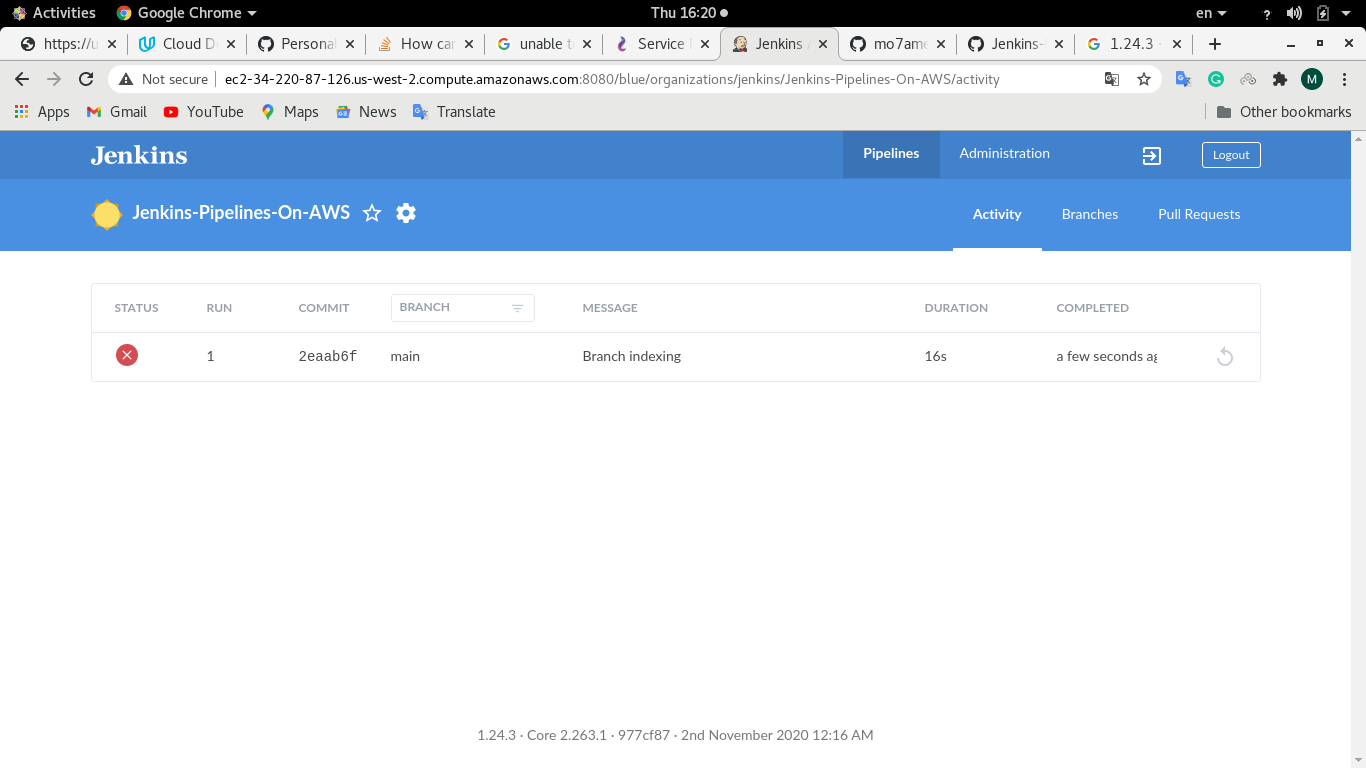 Activities Google Chrome Thu 16:20 en
https://u Cloud D Persona How ca unable t Service Jenkins mo7ame Jenkins- 1.24.3
Not secure ec2-34-220-87-126.us-west-2.compute.amazonaws.com:8080/blue/organizations/jenkins/Jenkins-Pipelines-On-AWS/activity M
Apps Gmail YouTube Maps News Translate Other bookmarks
Jenkins Pipelines Administration Logout
Jenkins-Pipelines-On-AWS Activity Branches Pull Requests
STATUS RUN COMMIT BRANCH MESSAGE DURATION COMPLETED
1 2eaab6f main Branch indexing 16s a few seconds ag
1.24.3 · Core 2.263.1 · 977cf87 · 2nd November 2020 12:16 AM